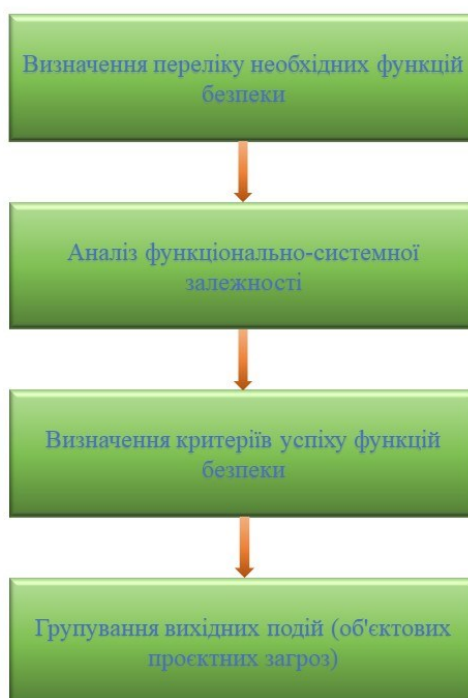 Визначення переліку необхідних функцій
безпеки
Аналіз функціонально-системної
залежності
Визначення критеріїв успіху функцій
безпеки
Групування вихідних подій (об'єктових
проєктних загроз)